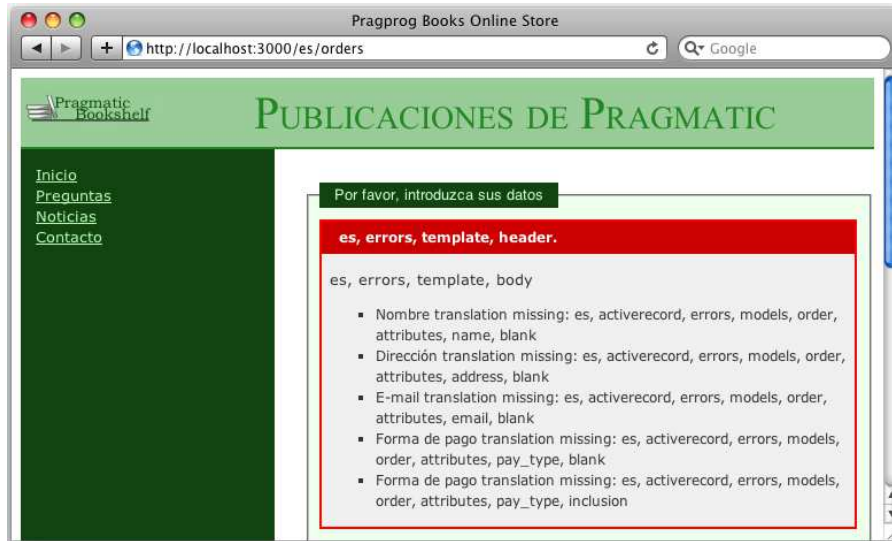 Pragprog Books Online Store
http://localhost:3000/es/orders
Google
Pragmatic
Bookshelf
PUBLICACIONES DE PRAGMATIC
Inicio
Preguntas
Noticias
Contacto
Por favor, introduzca sus datos
es, errors, template, header.
es, errors, template, body
Nombre translation missing: es, activerecord, errors, models, order,
attributes, name, blank
Dirección translation missing: es, activerecord, errors, models, order,
attributes, address, blank
E-mail translation missing: es, activerecord, errors, models, order,
attributes, email, blank
Forma de pago translation missing: es, activerecord, errors, models,
order, attributes, pay_type, blank
Forma de pago translation missing: es, activerecord, errors, models,
order, attributes, pay_type, inclusion